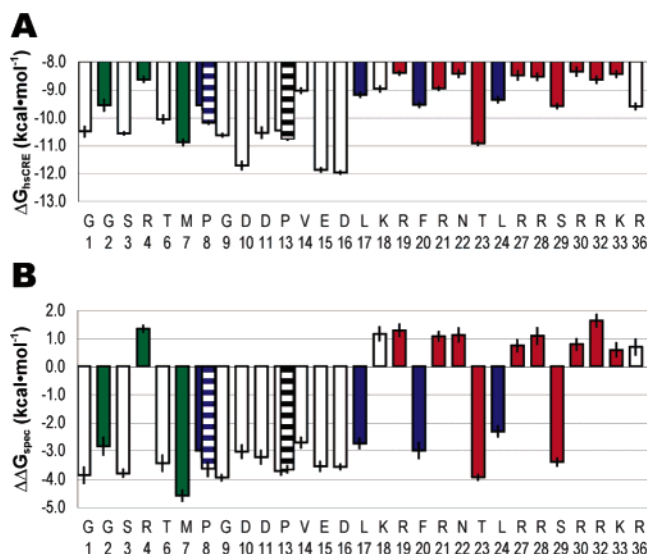 A
ΔG_hsCRE (kcal•mol⁻¹)
-8.0
-9.0
-10.0
-11.0
-12.0
-13.0
G G S R T M P G D D P V E D L K R F R N T L R R S R R K R
1 2 3 4 6 7 8 9 10 11 13 14 15 16 17 18 19 20 21 22 23 24 27 28 29 30 32 33 36
B
ΔΔG_spec (kcal•mol⁻¹)
2.0
1.0
0.0
-1.0
-2.0
-3.0
-4.0
-5.0
G G S R T M P G D D P V E D L K R F R N T L R R S R R K R
1 2 3 4 6 7 8 9 10 11 13 14 15 16 17 18 19 20 21 22 23 24 27 28 29 30 32 33 36